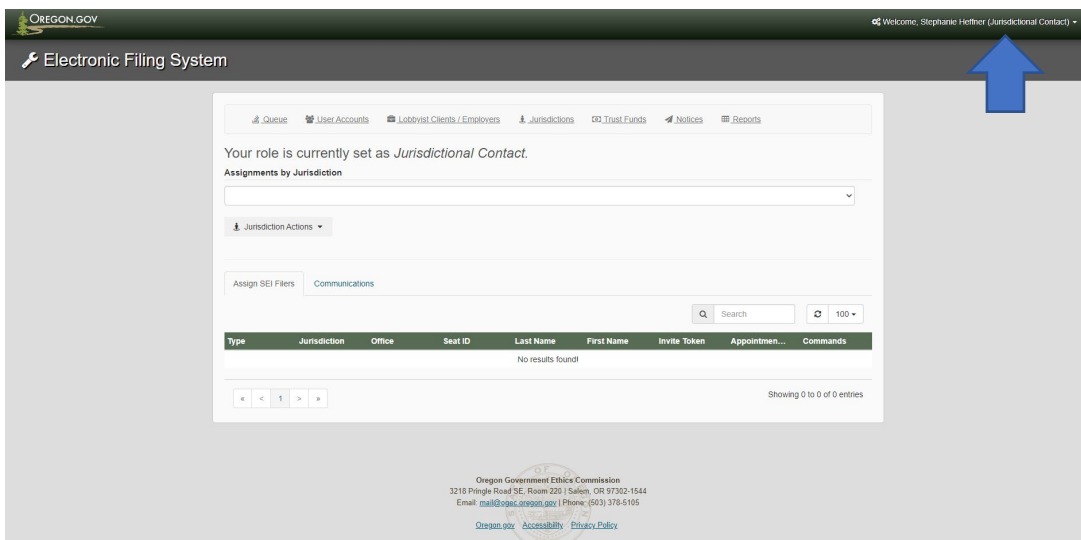 OREGON.GOV
Welcome, Stephanie Heffner (Jurisdictional Contact)
Electronic Filing System
Queue User Accounts Lobbyist Clients / Employers Jurisdictions Trust Funds Notices Reports
Your role is currently set as Jurisdictional Contact.
Assignments by Jurisdiction
Jurisdiction Actions
Assign SEI Filers Communications
Search 100
Type Jurisdiction Office Seat ID Last Name First Name Invite Token Appointmen... Commands
No results found!
« < 1 > » Showing 0 to 0 of 0 entries
Oregon Government Ethics Commission
3218 Pringle Road SE, Room 220 | Salem, OR 97302-1544
Email: mail@ogec.oregon.gov | Phone: (503) 378-5105
Oregon.gov Accessibility Privacy Policy